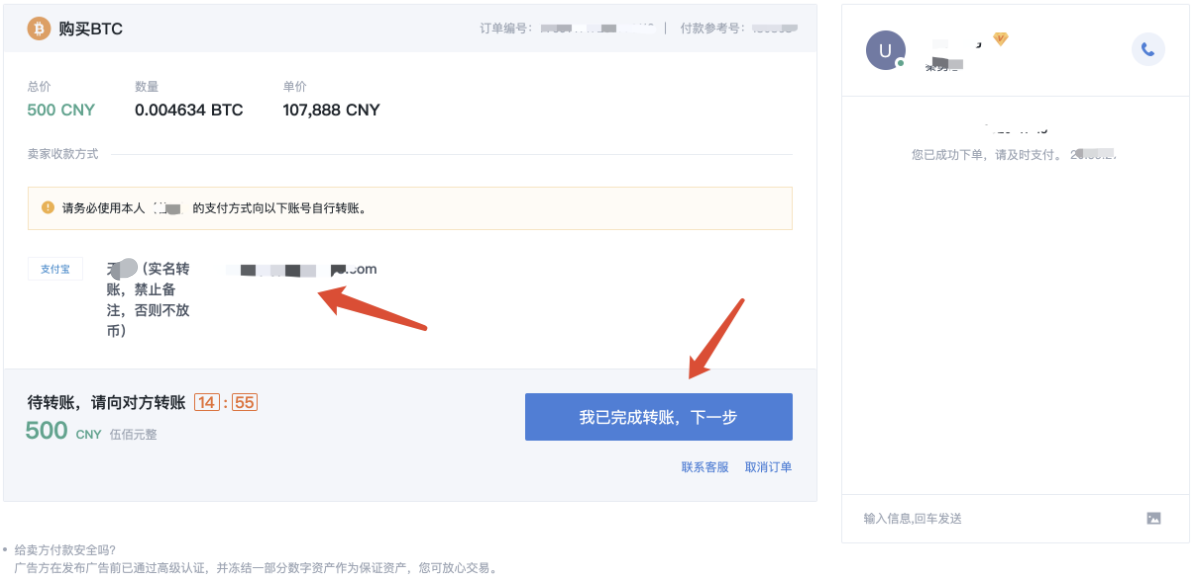 购买BTC
订单编号：
付款参考号：
总价
数量
单价
500 CNY
0.004634 BTC
107,888 CNY
卖家收款方式
请务必使用本人
的支付方式向以下账号自行转账。
支付宝
（实名转
账，禁止备
注，否则不放
币）
.com
待转账，请向对方转账 14 : 55
500 CNY 伍佰元整
我已完成转账，下一步
联系客服 取消订单
• 给卖方付款安全吗?
广告方在发布广告前已通过高级认证，并冻结一部分数字资产作为保证资产，您可放心交易。
U
您已成功下单，请及时支付。
输入信息,回车发送